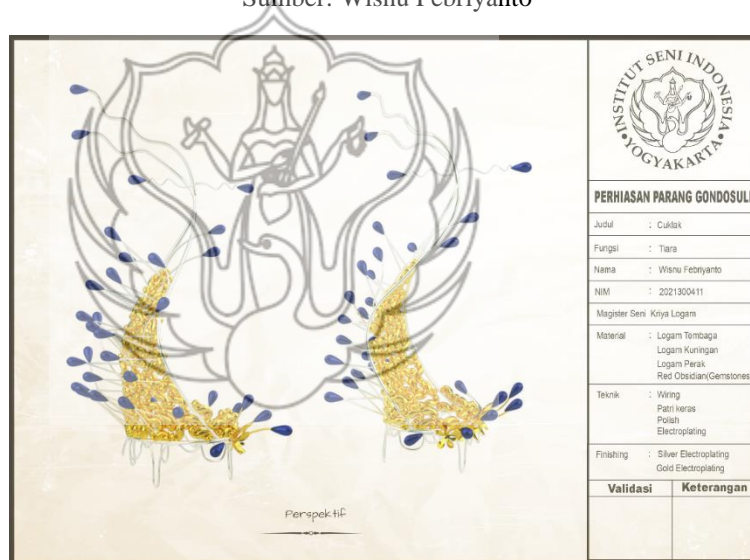 Sumber: Wisnu Febriyanto
INSTITUT SENI INDONESIA
YOGYAKARTA
PERHIASAN PARANG GONDOSULI
Judul : Cuklak
Fungsi : Tiara
Nama : Wisnu Febriyanto
NIM : 2021300411
Magister Seni Kriya Logam
Material : Logam Tembaga
Logam Kuningan
Logam Perak
Red Obsidian(Gemstones
Teknik : Wiring
Patri keras
Polish
Electroplating
Finishing : Silver Electroplating
Gold Electroplating
Validasi Keterangan
Perspektif